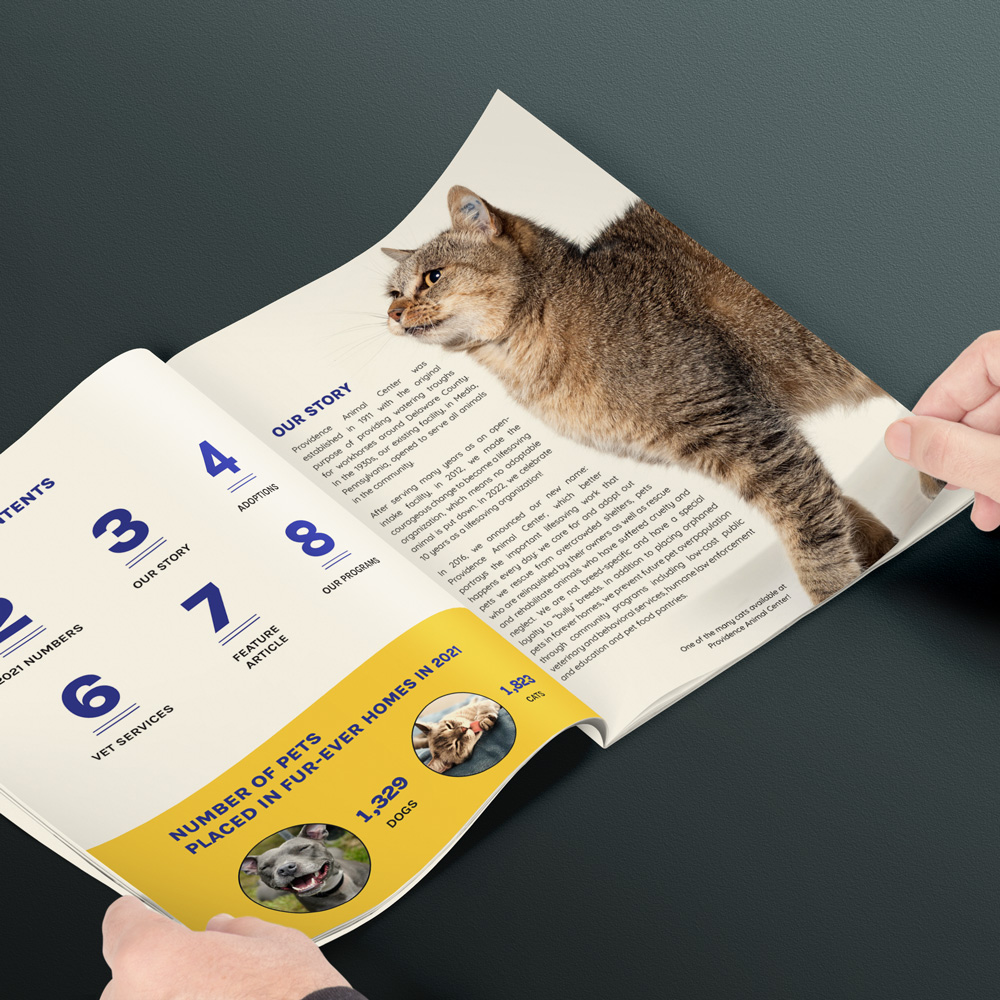 NTENTS
2
2021 NUMBERS
3
OUR STORY
4
ADOPTIONS
6
VET SERVICES
7
FEATURE
ARTICLE
8
OUR PROGRAMS
NUMBER OF PETS
PLACED IN FUR-EVER HOMES IN 2021
1,329
DOGS
1,823
CATS
OUR STORY
Providence Animal Center was
established in 1911 with the original
purpose of providing watering troughs
for workhorses around Delaware County.
In the 1930s, our existing facility, in Media,
Pennsylvania, opened to serve all animals
in the community.
After serving many years as an open-
intake facility, in 2012, we made the
courageous change to become a lifesaving
organization, which means no adoptable
animal is put down. In 2022, we celebrate
10 years as a lifesaving organization!
In 2016, we announced our new name:
Providence Animal Center, which better
portrays the important lifesaving work that
happens every day: we care for and adopt out
pets we rescue from overcrowded shelters, pets
who are relinquished by their owners as well as rescue
and rehabilitate animals who have suffered cruelty and
neglect. We are not breed-specific and have a special
loyalty to "bully" breeds. In addition to placing orphaned
pets in forever homes, we prevent future pet overpopulation
through community programs including low-cost public
veterinary and behavioral services, humane law enforcement
and education and pet food pantries.
One of the many cats available at
Providence Animal Center!